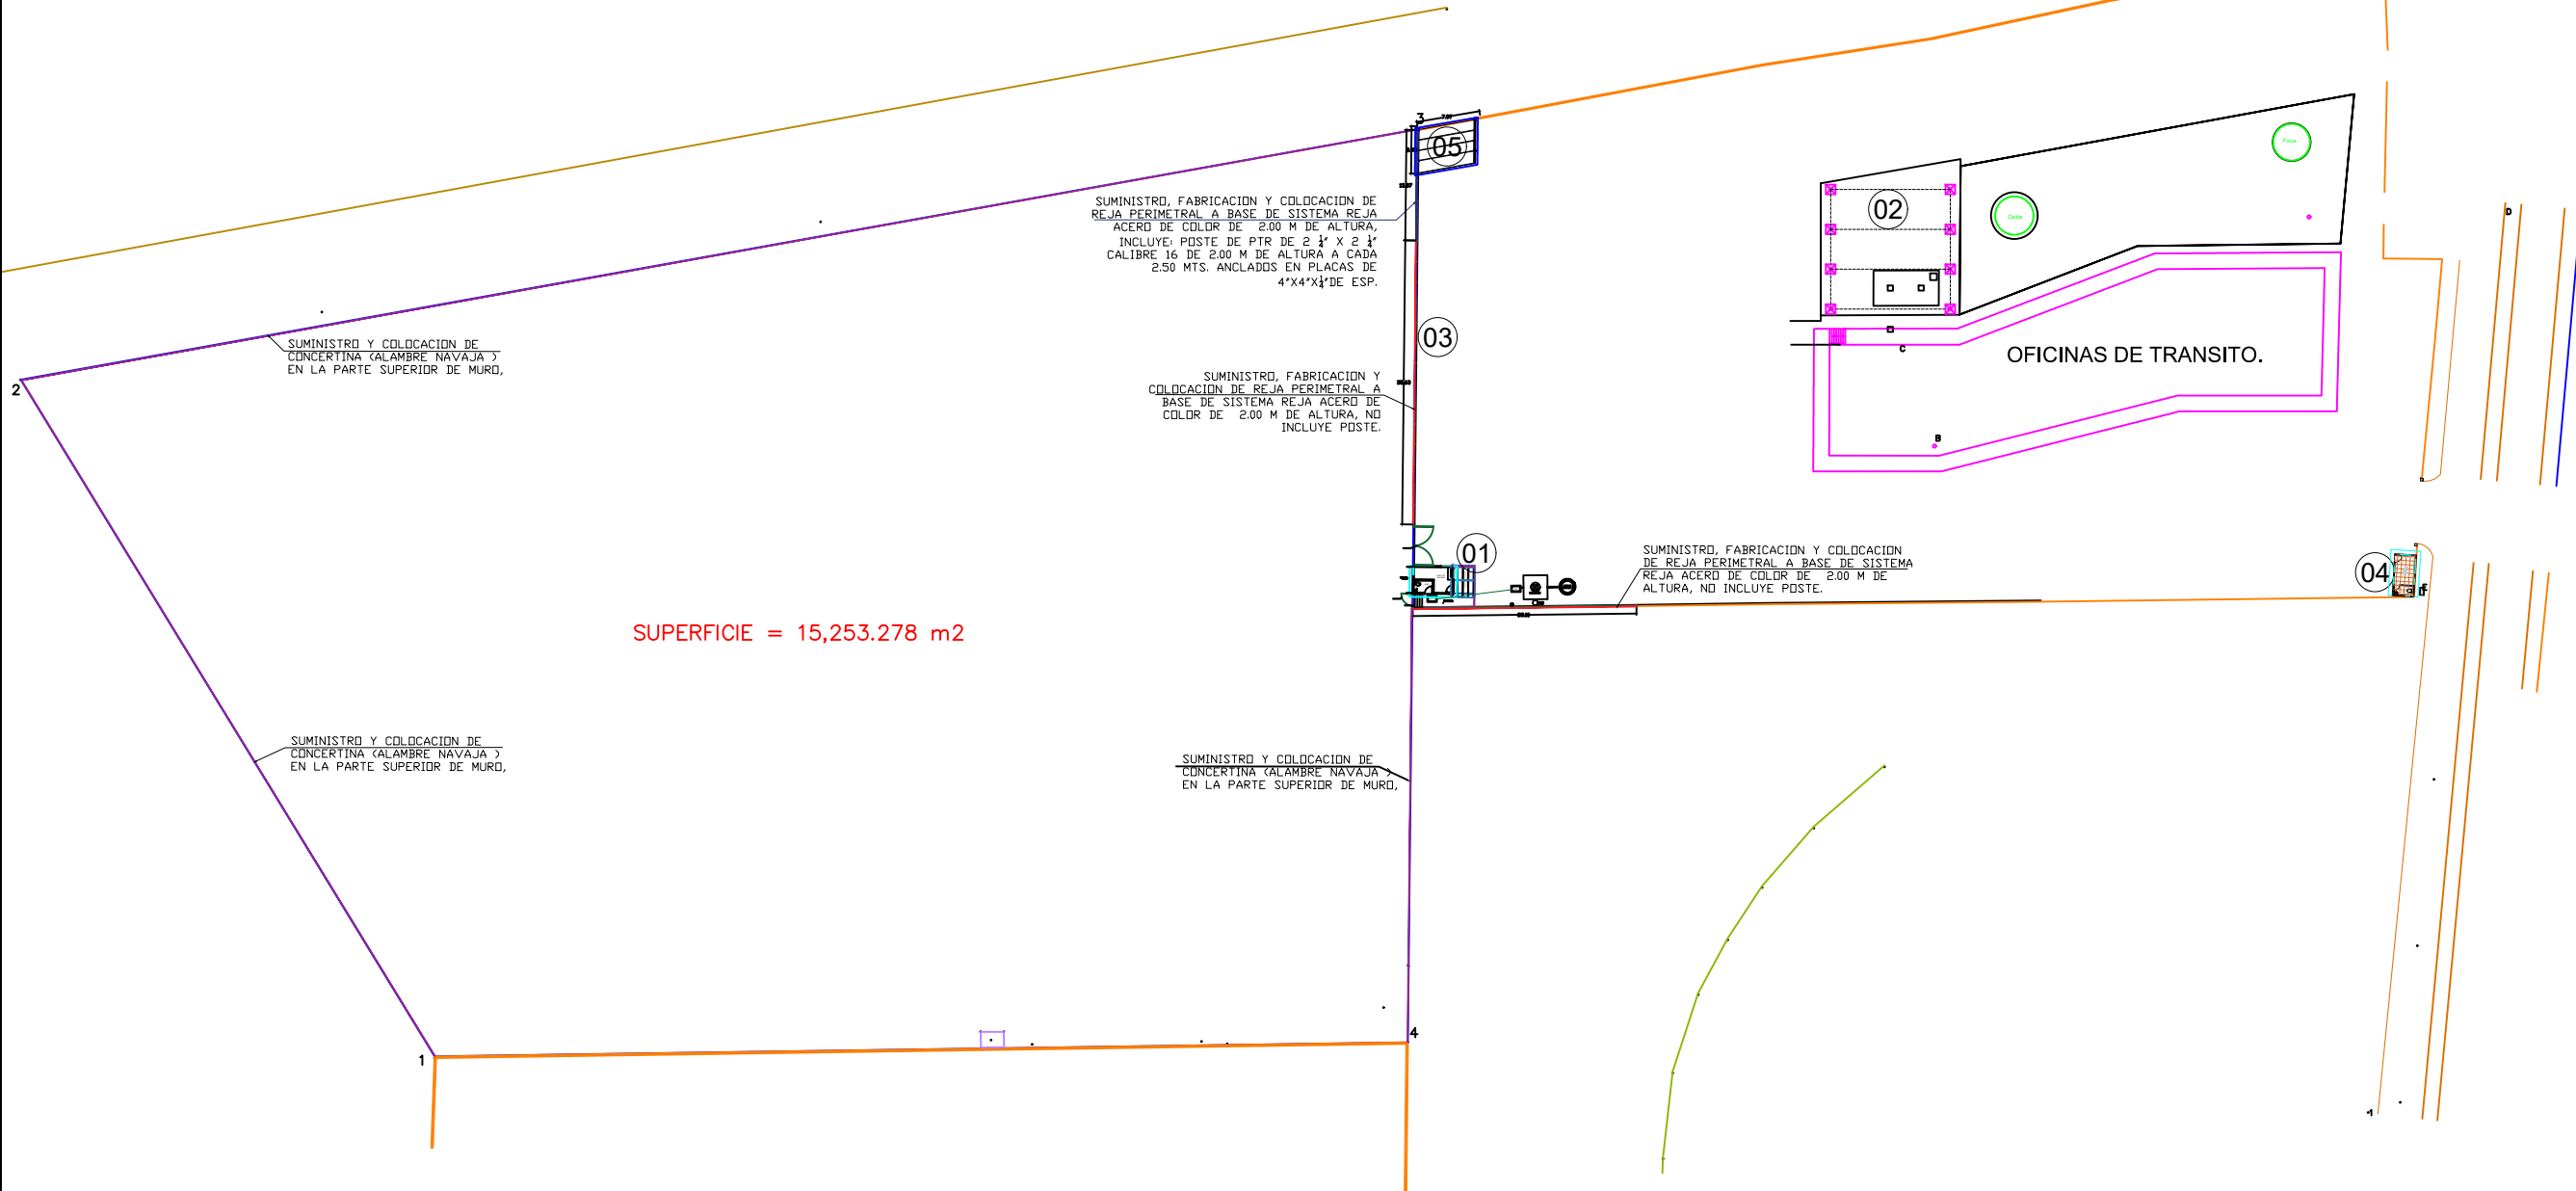 3
05
SUMINISTRO, FABRICACION Y COLOCACION DE
REJA PERIMETRAL A BASE DE SISTEMA REJA
ACERO DE COLOR DE 2.00 M DE ALTURA,
INCLUYE: POSTE DE PTR DE 2 1/4" X 2 1/4"
CALIBRE 16 DE 2.00 M DE ALTURA A CADA
2.50 MTS. ANCLADOS EN PLACAS DE
4"X4"X1/4"DE ESP.
02
D
03
C
OFICINAS DE TRANSITO.
SUMINISTRO Y COLOCACION DE
CONCERTINA (ALAMBRE NAVAJA )
EN LA PARTE SUPERIOR DE MURO,
2
SUMINISTRO, FABRICACION Y
COLOCACION DE REJA PERIMETRAL A
BASE DE SISTEMA REJA ACERO DE
COLOR DE 2.00 M DE ALTURA, NO
INCLUYE POSTE.
B
01
SUMINISTRO, FABRICACION Y COLOCACION
DE REJA PERIMETRAL A BASE DE SISTEMA
REJA ACERO DE COLOR DE 2.00 M DE
ALTURA, NO INCLUYE POSTE.
04
SUPERFICIE = 15,253.278 m2
SUMINISTRO Y COLOCACION DE
CONCERTINA (ALAMBRE NAVAJA )
EN LA PARTE SUPERIOR DE MURO,
SUMINISTRO Y COLOCACION DE
CONCERTINA (ALAMBRE NAVAJA )
EN LA PARTE SUPERIOR DE MURO,
4
1